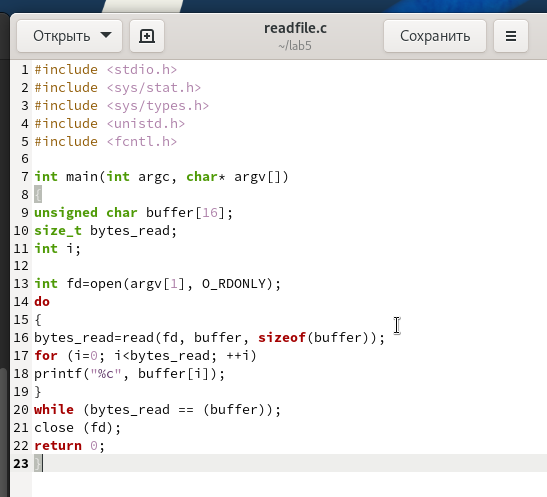 Открыть
readfile.c
~/lab5
Сохранить
1 #include <stdio.h>
2 #include <sys/stat.h>
3 #include <sys/types.h>
4 #include <unistd.h>
5 #include <fcntl.h>
6
7 int main(int argc, char* argv[])
8 {
9 unsigned char buffer[16];
10 size_t bytes_read;
11 int i;
12
13 int fd=open(argv[1], O_RDONLY);
14 do
15 {
16 bytes_read=read(fd, buffer, sizeof(buffer));
17 for (i=0; i<bytes_read; ++i)
18 printf("%c", buffer[i]);
19 }
20 while (bytes_read == (buffer));
21 close (fd);
22 return 0;
23 }